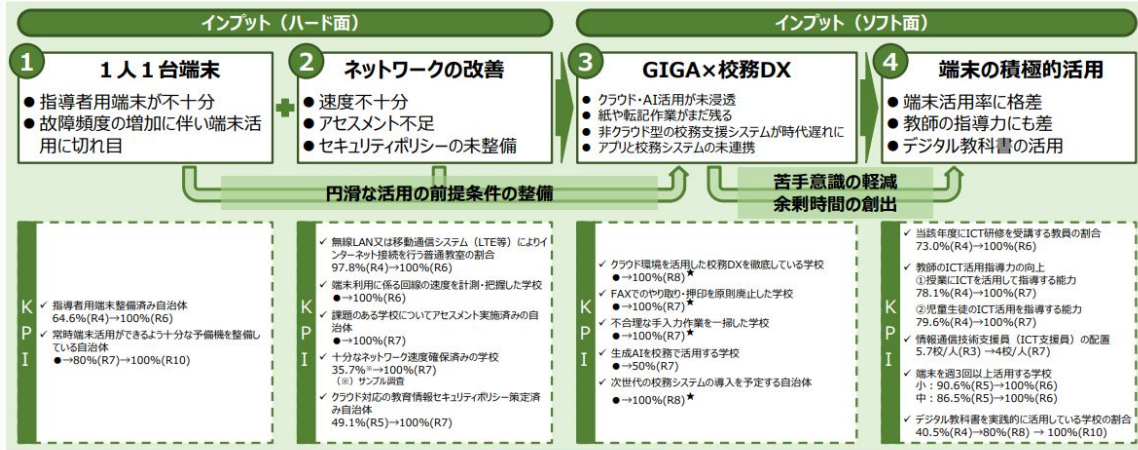 インプット（ハード面）
インプット（ソフト面）
1
１人１台端末
● 指導者用端末が不十分
● 故障頻度の増加に伴い端末活
用に切れ目
2
ネットワークの改善
● 速度不十分
● アセスメント不足
● セキュリティポリシーの未整備
3
GIGA×校務DX
● クラウド・AI活用が未浸透
● 紙や転記作業がまだ残る
● 非クラウド型の校務支援システムが時代遅れに
● アプリと校務システムの未連携
4
端末の積極的活用
● 端末活用率に格差
● 教師の指導力にも差
● デジタル教科書の活用
円滑な活用の前提条件の整備
苦手意識の軽減
余剰時間の創出
KPI
✓ 指導者用端末整備済み自治体
64.6%(R4)→100%(R6)
✓ 常時端末活用ができるよう十分な予備機を整備し
ている自治体
●→80%(R7)→100%(R10)
KPI
✓ 無線LAN又は移動通信システム（LTE等）によりイ
ンターネット接続を行う普通教室の割合
97.8%(R4)→100%(R6)
✓ 端末利用に係る回線の速度を計測・把握した学校
●→100%(R6)
✓ 課題のある学校についてアセスメント実施済みの自
治体
●→100%(R7)
✓ 十分なネットワーク速度確保済みの学校
35.7%※→100%(R7)
（※）サンプル調査
✓ クラウド対応の教育情報セキュリティポリシー策定済
み自治体
49.1%(R5)→100%(R7)
KPI
✓ クラウド環境を活用した校務DXを徹底している学校
●→100%(R8)★
✓ FAXでのやり取り・押印を原則廃止した学校
●→100%(R7)★
✓ 不合理な手入力作業を一掃した学校
●→100%(R7)★
✓ 生成AIを校務で活用する学校
●→50%(R7)
✓ 次世代の校務システムの導入を予定する自治体
●→100%(R8)★
KPI
✓ 当該年度にICT研修を受講する教員の割合
73.0%(R4)→100%(R6)
✓ 教師のICT活用指導力の向上
①授業にICTを活用して指導する能力
78.1%(R4)→100%(R7)
②児童生徒のICT活用を指導する能力
79.6%(R4)→100%(R7)
✓ 情報通信技術支援員（ICT支援員）の配置
5.7校/人(R3) →4校/人(R7)
✓ 端末を週3回以上活用する学校
小：90.6%(R5)→100%(R6)
中：86.5%(R5)→100%(R6)
✓ デジタル教科書を実践的に活用している学校の割合
40.5%(R4)→80%(R8) → 100%(R10)